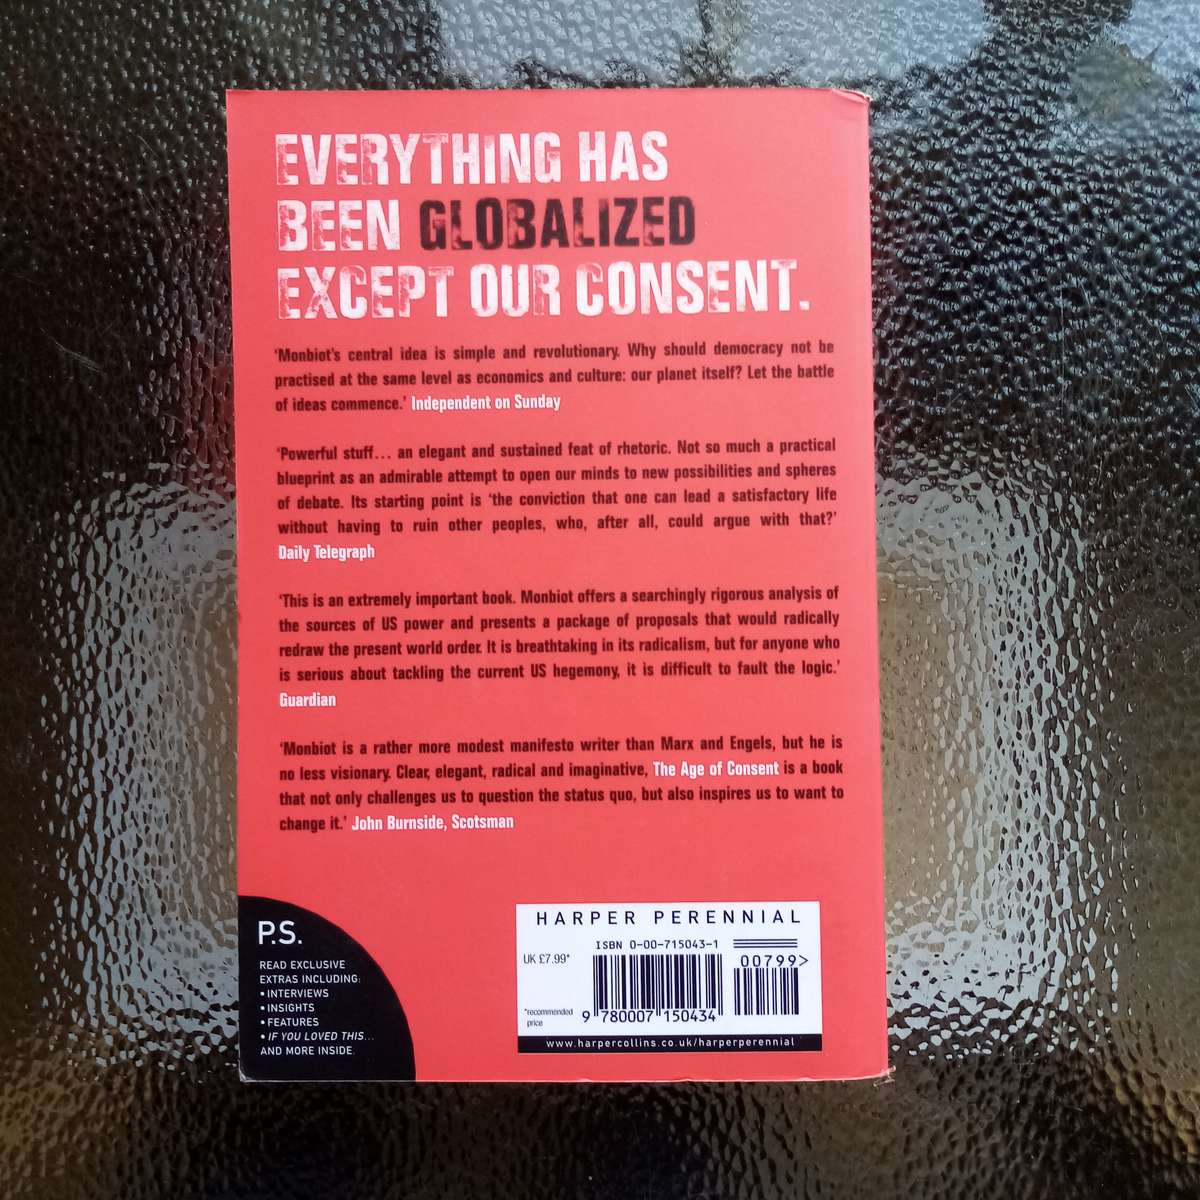 EVERYTHING HAS
BEEN GLOBALIZED
EXCEPT OUR CONSENT.
‘Monbiot’s central idea is simple and revolutionary. Why should democracy not be
practised at the same level as economics and culture: our planet itself? Let the battle
of ideas commence.’ Independent on Sunday
‘Powerful stuff… an elegant and sustained feat of rhetoric. Not so much a practical
blueprint as an admirable attempt to open our minds to new possibilities and spheres
of debate. Its starting point is ‘the conviction that one can lead a satisfactory life
without having to ruin other peoples, who, after all, could argue with that?’
Daily Telegraph
‘This is an extremely important book. Monbiot offers a searchingly rigorous analysis of
the sources of US power and presents a package of proposals that would radically
redraw the present world order. It is breathtaking in its radicalism, but for anyone who
is serious about tackling the current US hegemony, it is difficult to fault the logic.’
Guardian
‘Monbiot is a rather more modest manifesto writer than Marx and Engels, but he is
no less visionary. Clear, elegant, radical and imaginative, The Age of Consent is a book
that not only challenges us to question the status quo, but also inspires us to want to
change it.’ John Burnside, Scotsman
P.S.
READ EXCLUSIVE
EXTRAS INCLUDING:
• INTERVIEWS
• INSIGHTS
• FEATURES
• IF YOU LOVED THIS...
AND MORE INSIDE.
HARPER PERENNIAL
ISBN 0-00-715043-1
UK £7.99*
00799>
*recommended
price
9 780007 150434
www.harpercollins.co.uk/harperperennial